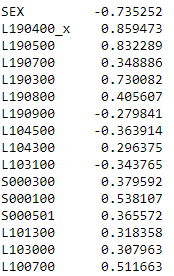 SEX -0.735252
L190400_x 0.859473
L190500 0.832289
L190700 0.348886
L190300 0.730082
L190800 0.405607
L190900 -0.279841
L104500 -0.363914
L104300 0.296375
L103100 -0.343765
S000300 0.379592
S000100 0.538107
S000501 0.365572
L101300 0.318358
L103000 0.307963
L100700 0.511663